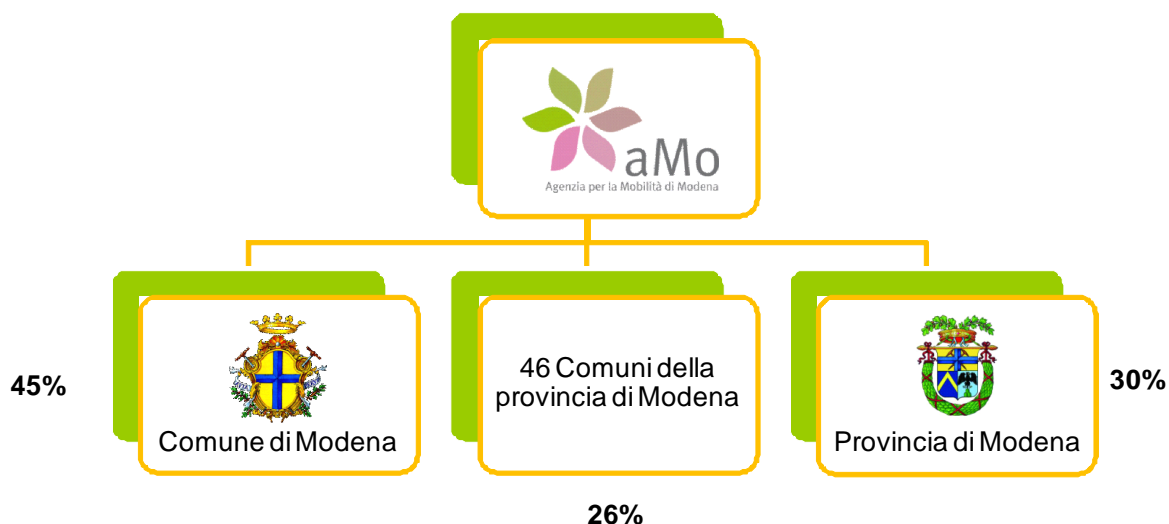 aMo
Agenzia per la Mobilità di Modena
45%
Comune di Modena
46 Comuni della
provincia di Modena
26%
Provincia di Modena
30%